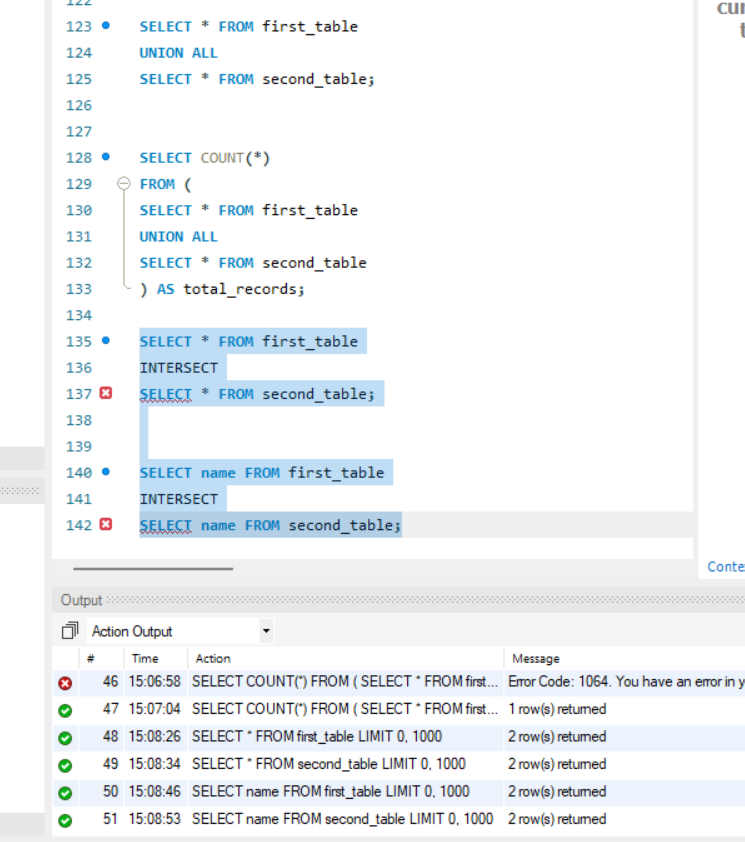 122
cur
123 SELECT * FROM first_table
t
124 UNION ALL
125 SELECT * FROM second_table;
126
127
128 SELECT COUNT(*)
129 FROM (
130 SELECT * FROM first_table
131 UNION ALL
132 SELECT * FROM second_table
133 ) AS total_records;
134
135 SELECT * FROM first_table
136 INTERSECT
137 SELECT * FROM second_table;
138
139
140 SELECT name FROM first_table
141 INTERSECT
142 SELECT name FROM second_table;
Conte
Output
Action Output
# Time Action Message
46 15:06:58 SELECT COUNT(*) FROM ( SELECT * FROM first... Error Code: 1064. You have an error in y
47 15:07:04 SELECT COUNT(*) FROM ( SELECT * FROM first... 1 row(s) returned
48 15:08:26 SELECT * FROM first_table LIMIT 0, 1000 2 row(s) returned
49 15:08:34 SELECT * FROM second_table LIMIT 0, 1000 2 row(s) returned
50 15:08:46 SELECT name FROM first_table LIMIT 0, 1000 2 row(s) returned
51 15:08:53 SELECT name FROM second_table LIMIT 0, 1000 2 row(s) returned